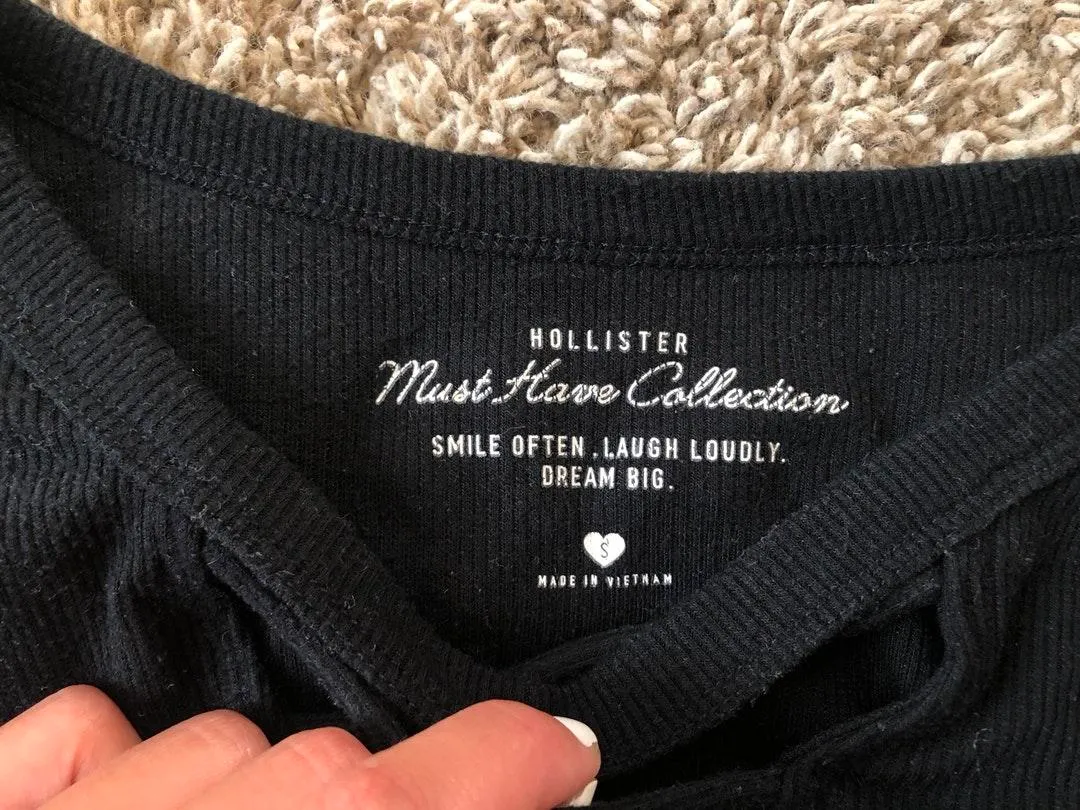 HOLLISTER
Must Have Collection
SMILE OFTEN. LAUGH LOUDLY.
DREAM BIG.
S
MADE IN VIETNAM